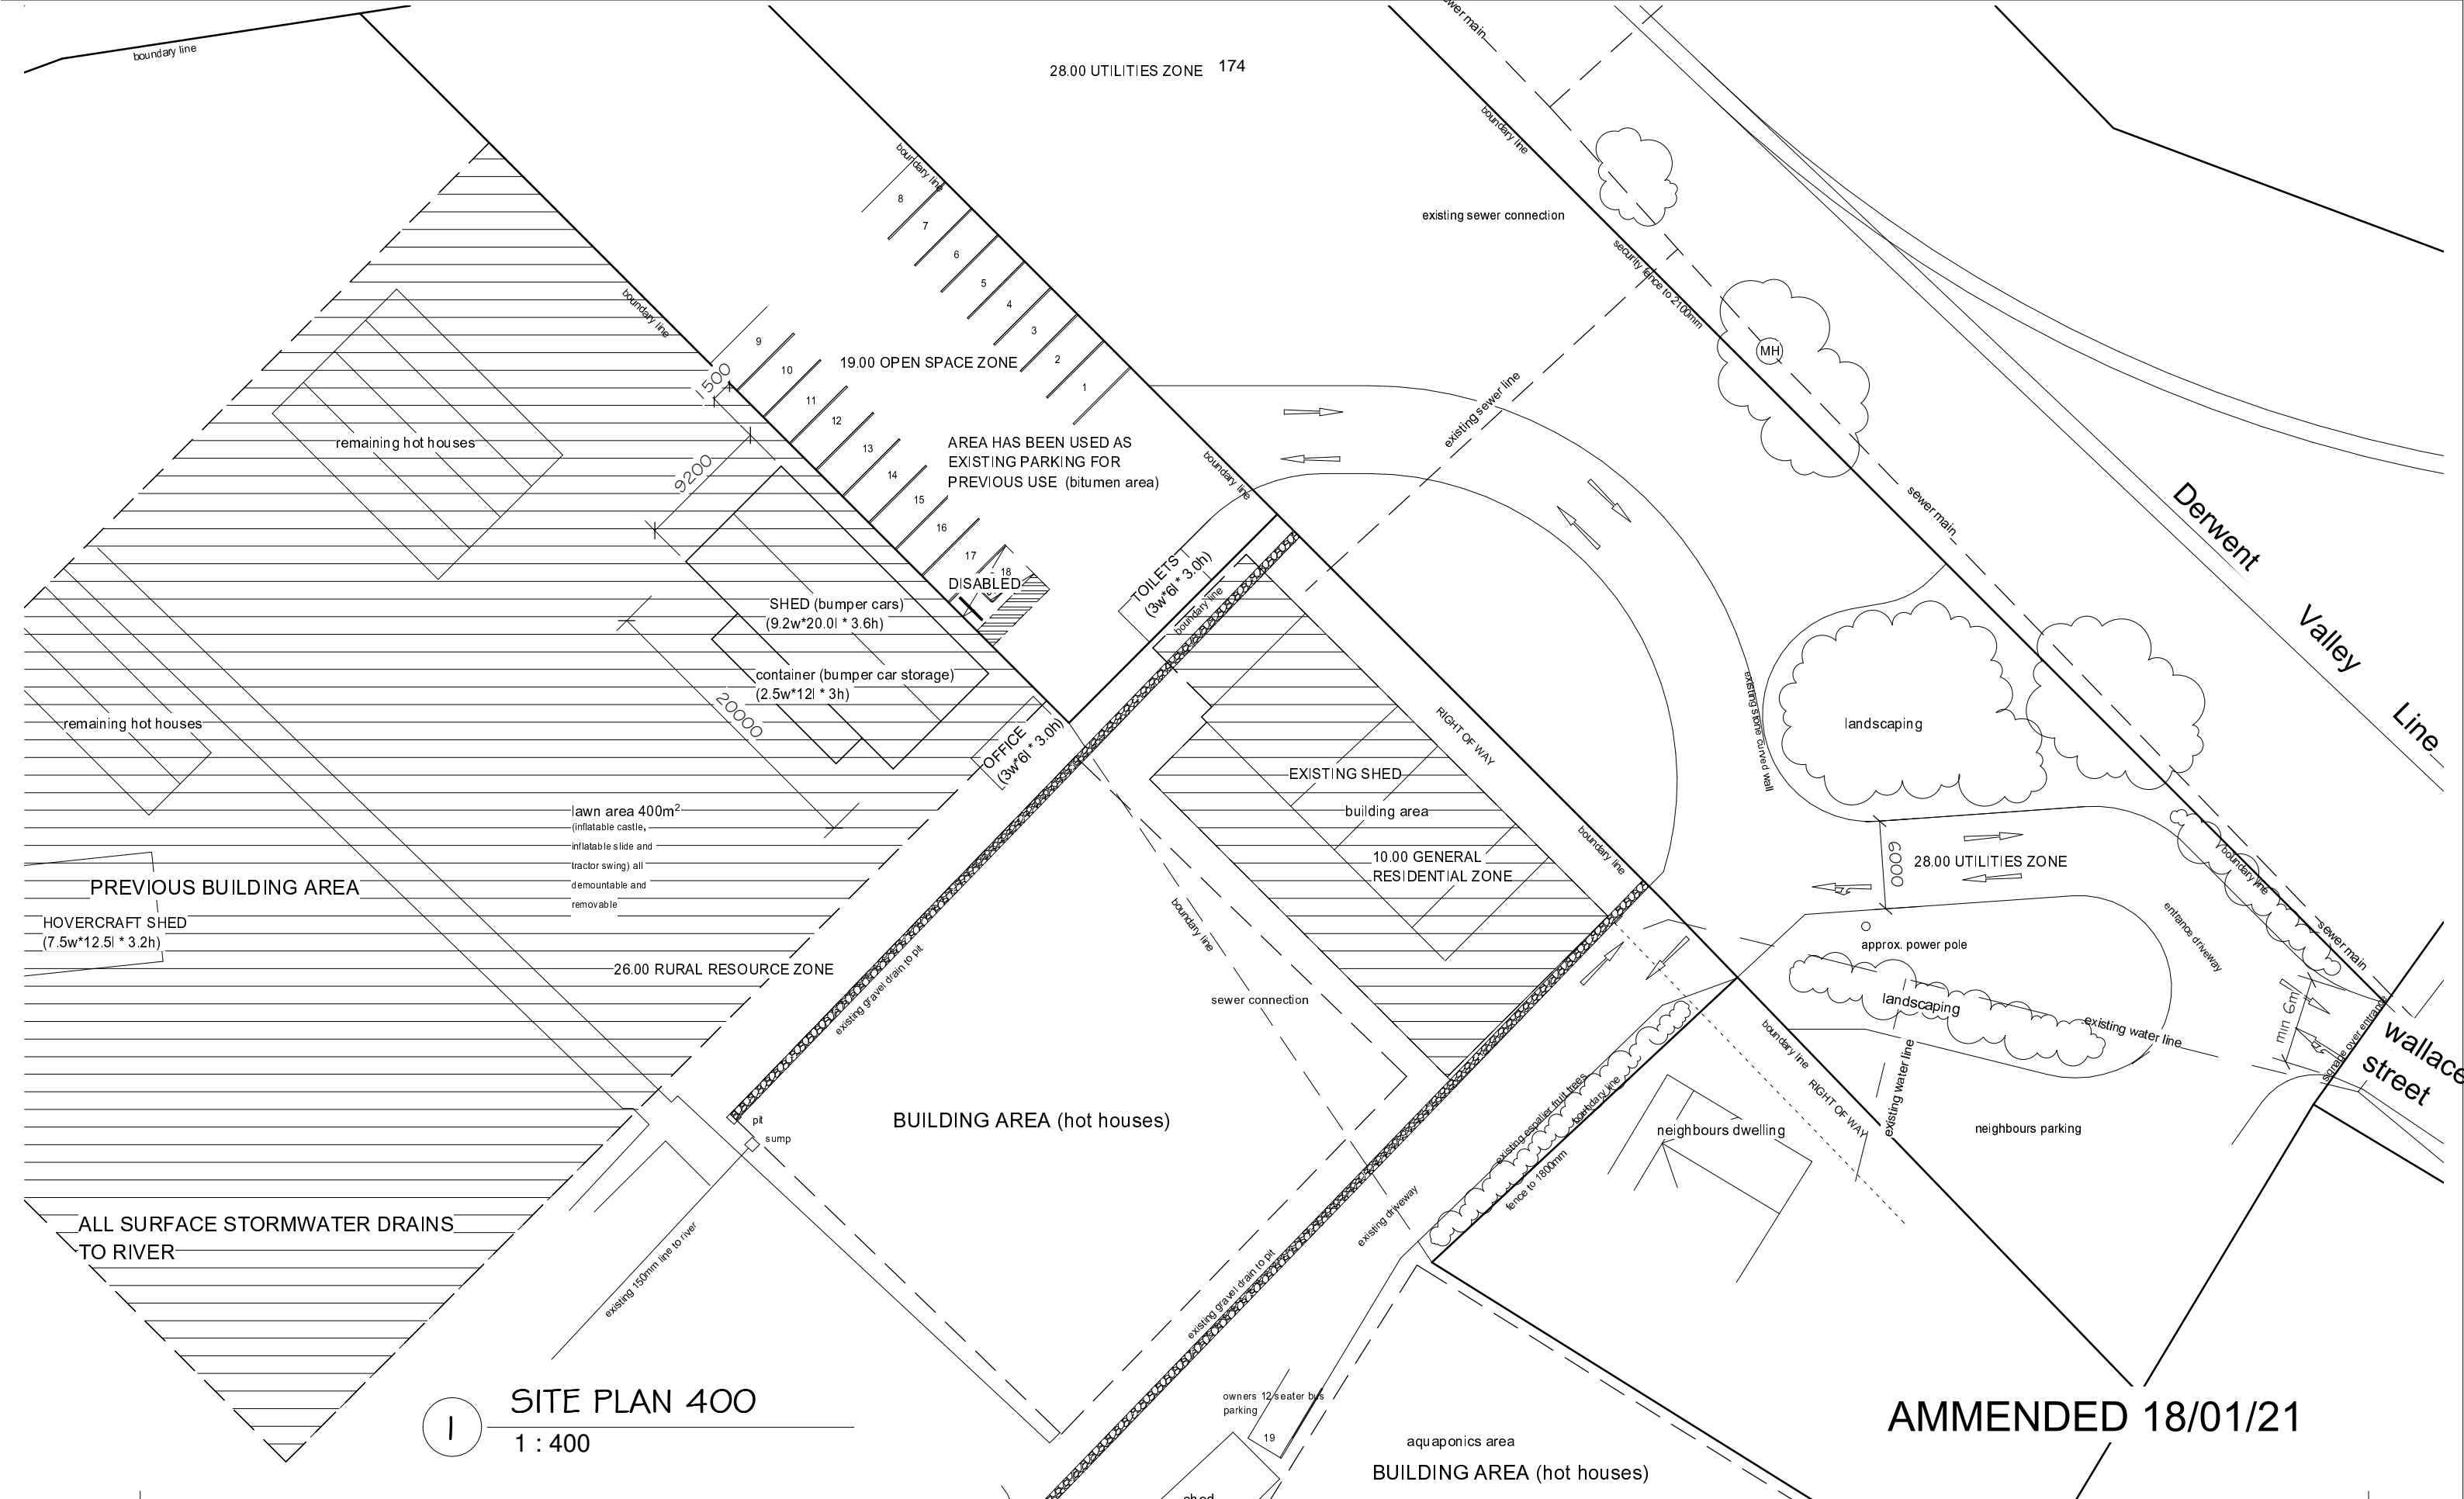 boundary line
28.00 UTILITIES ZONE 174
sewer main
boundary line
boundary line
8
7
6
5
4
3
2
1
existing sewer connection
security fence to 2100mm
boundary line
MH
9
10
11
12
13
14
15
16
17
18
DISABLED
19.00 OPEN SPACE ZONE
1500
9200
20000
AREA HAS BEEN USED AS
EXISTING PARKING FOR
PREVIOUS USE (bitumen area)
existing sewer line
boundary line
remaining hot houses
sewer main
Derwent
Valley
Line
TOILETS
(3w*6l * 3.0h)
boundary line
SHED (bumper cars)
(9.2w*20.0l * 3.6h)
container (bumper car storage)
(2.5w*12l * 3h)
OFFICE
(3w*6l * 3.0h)
remaining hot houses
RIGHT OF WAY
existing stone curved wall
landscaping
EXISTING SHED
building area
10.00 GENERAL
RESIDENTIAL ZONE
boundary line
lawn area 400m²
(inflatable castle,
inflatable slide and
tractor swing) all
demountable and
removable
6000
28.00 UTILITIES ZONE
boundary line
PREVIOUS BUILDING AREA
HOVERCRAFT SHED
(7.5w*12.5l * 3.2h)
26.00 RURAL RESOURCE ZONE
existing gravel drain to pit
boundary line
sewer connection
approx. power pole
entrance driveway
sewer main
landscaping
existing water line
min 6m
signage over entrance
wallace
street
boundary line
RIGHT OF WAY
existing water line
neighbours parking
neighbours dwelling
existing espalier fruit trees
boundary line
fence to 1800mm
pit
sump
BUILDING AREA (hot houses)
existing driveway
ALL SURFACE STORMWATER DRAINS
TO RIVER
existing 150mm line to river
existing gravel drain to pit
owners 12 seater bus
parking
19
shed
aquaponics area
BUILDING AREA (hot houses)
1
SITE PLAN 400
1 : 400
AMMENDED 18/01/21